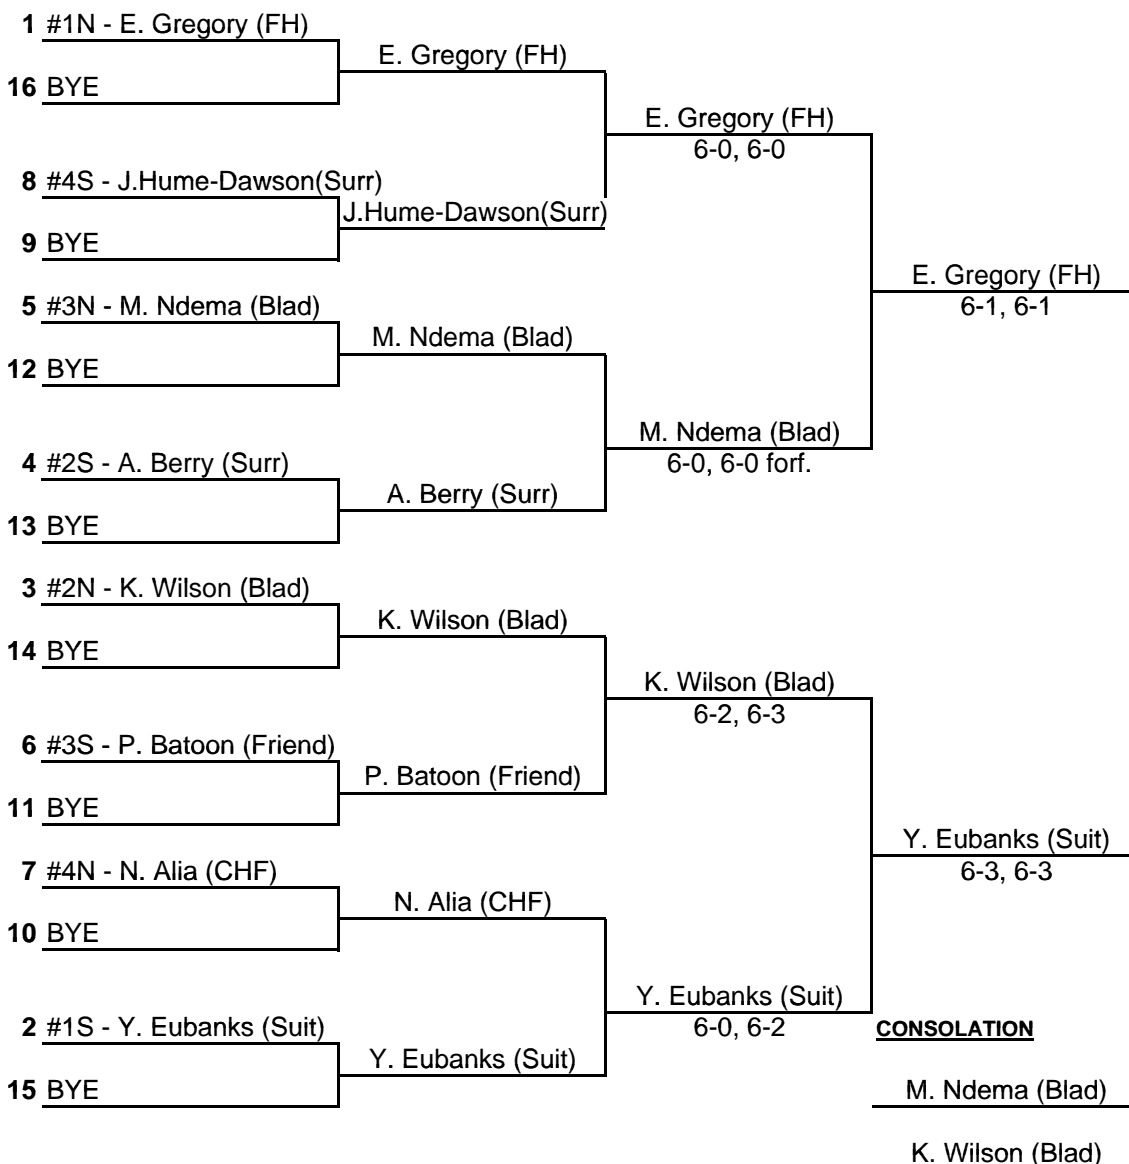 1 #1N - E. Gregory (FH)
E. Gregory (FH)
16 BYE
E. Gregory (FH)
6-0, 6-0
8 #4S - J.Hume-Dawson(Surr)
J.Hume-Dawson(Surr)
9 BYE
E. Gregory (FH)
6-1, 6-1
5 #3N - M. Ndema (Blad)
M. Ndema (Blad)
12 BYE
M. Ndema (Blad)
6-0, 6-0 forf.
4 #2S - A. Berry (Surr)
A. Berry (Surr)
13 BYE
3 #2N - K. Wilson (Blad)
K. Wilson (Blad)
14 BYE
K. Wilson (Blad)
6-2, 6-3
6 #3S - P. Batoon (Friend)
P. Batoon (Friend)
11 BYE
Y. Eubanks (Suit)
6-3, 6-3
7 #4N - N. Alia (CHF)
N. Alia (CHF)
10 BYE
Y. Eubanks (Suit)
6-0, 6-2
2 #1S - Y. Eubanks (Suit)
Y. Eubanks (Suit)
15 BYE
CONSOLATION
M. Ndema (Blad)
K. Wilson (Blad)